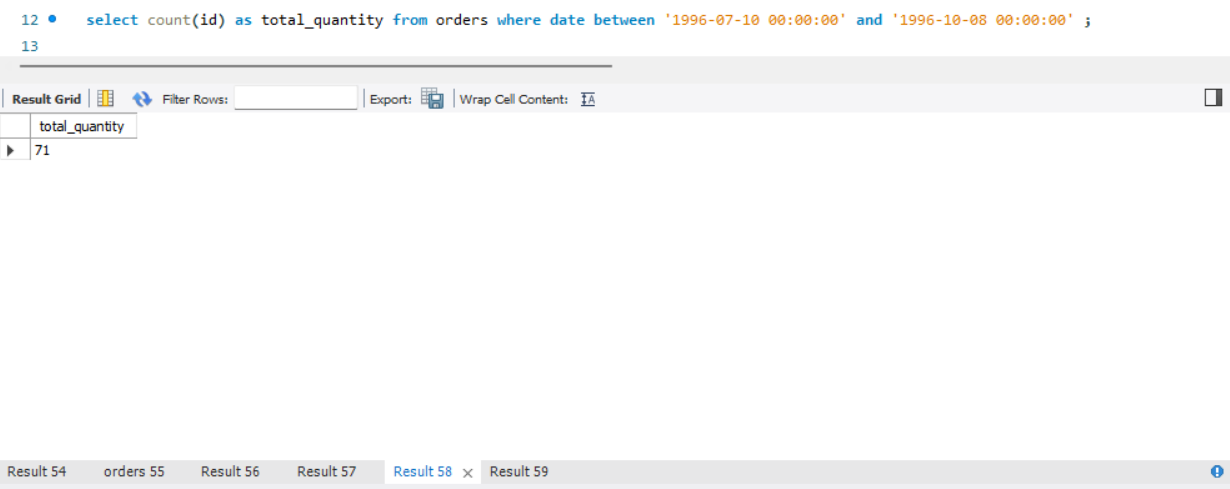 12 select count(id) as total_quantity from orders where date between '1996-07-10 00:00:00' and '1996-10-08 00:00:00' ;
13
Result Grid Filter Rows: Export: Wrap Cell Content: IA
total_quantity
71
Result 54 orders 55 Result 56 Result 57 Result 58 × Result 59